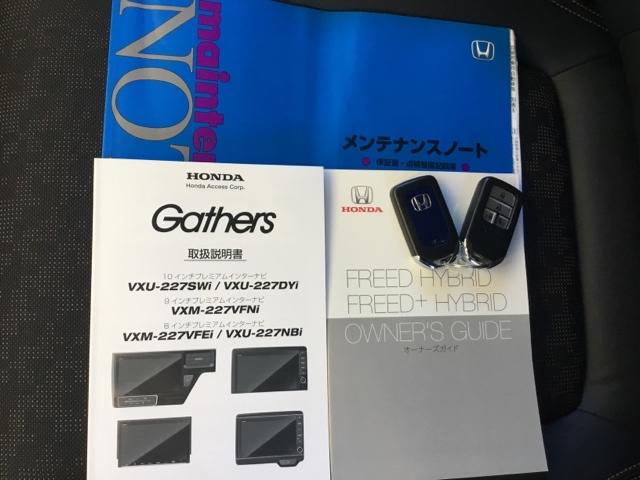 mainte
NO
メンテナンスノート
保証書・点検整備記録簿
HONDA
Honda Access Corp.
Gathers
取扱説明書
10 インチプレミアムインターナビ
VXU-227SWi / VXU-227DYi
9 インチプレミアムインターナビ
VXM-227VFNi
8 インチプレミアムインターナビ
VXM-227VFEi / VXU-227NBi
HONDA
FREED HYBRID
FREED+ HYBRID
OWNER'S GUIDE
オーナーズガイド